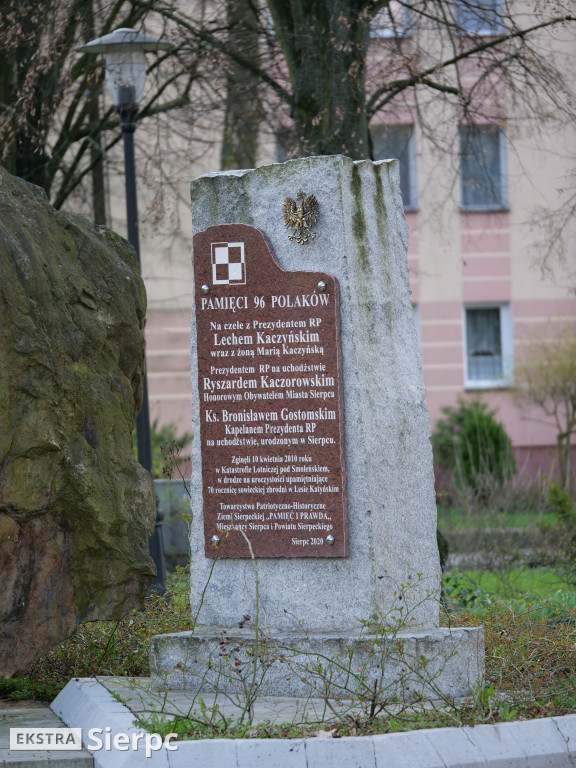 PAMIĘCI 96 POLAKÓW
Na czele z Prezydentem RP
Lechem Kaczyńskim
wraz z żoną Marią Kaczyńską
Prezydentem RP na uchodźstwie
Ryszardem Kaczorowskim
Honorowym Obywatelem Miasta Sierpca
Ks. Bronisławem Gostomskim
Kapelanem Prezydenta RP
na uchodźstwie, urodzonym w Sierpcu.
Zginęli 10 kwietnia 2010 roku
w Katastrofie Lotniczej pod Smoleńskiem,
w drodze na uroczystości upamiętniające
70 rocznicę sowieckiej zbrodni w Lesie Katyńskim
Towarzystwo Patriotyczno-Historyczne
Ziemi Sierpeckiej „PAMIĘĆ I PRAWDA„
Mieszkańcy Sierpca i Powiatu Sierpeckiego
Sierpc 2020
EKSTRA Sierpc